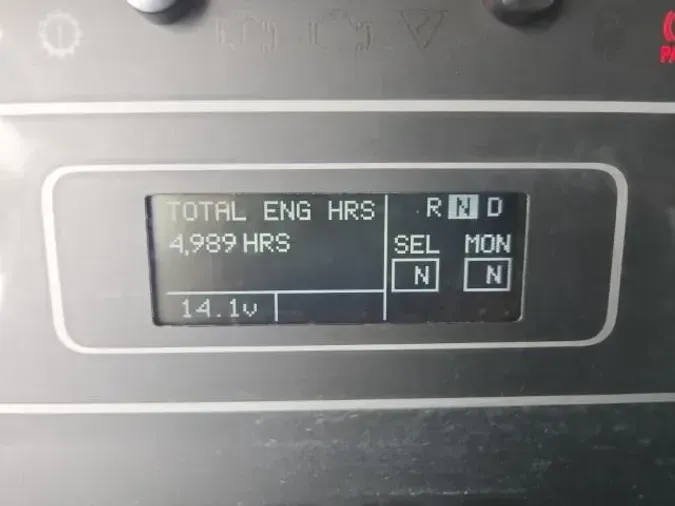 TOTAL ENG HRS
4,989 HRS
14.1v
R N D
SEL MON
N N